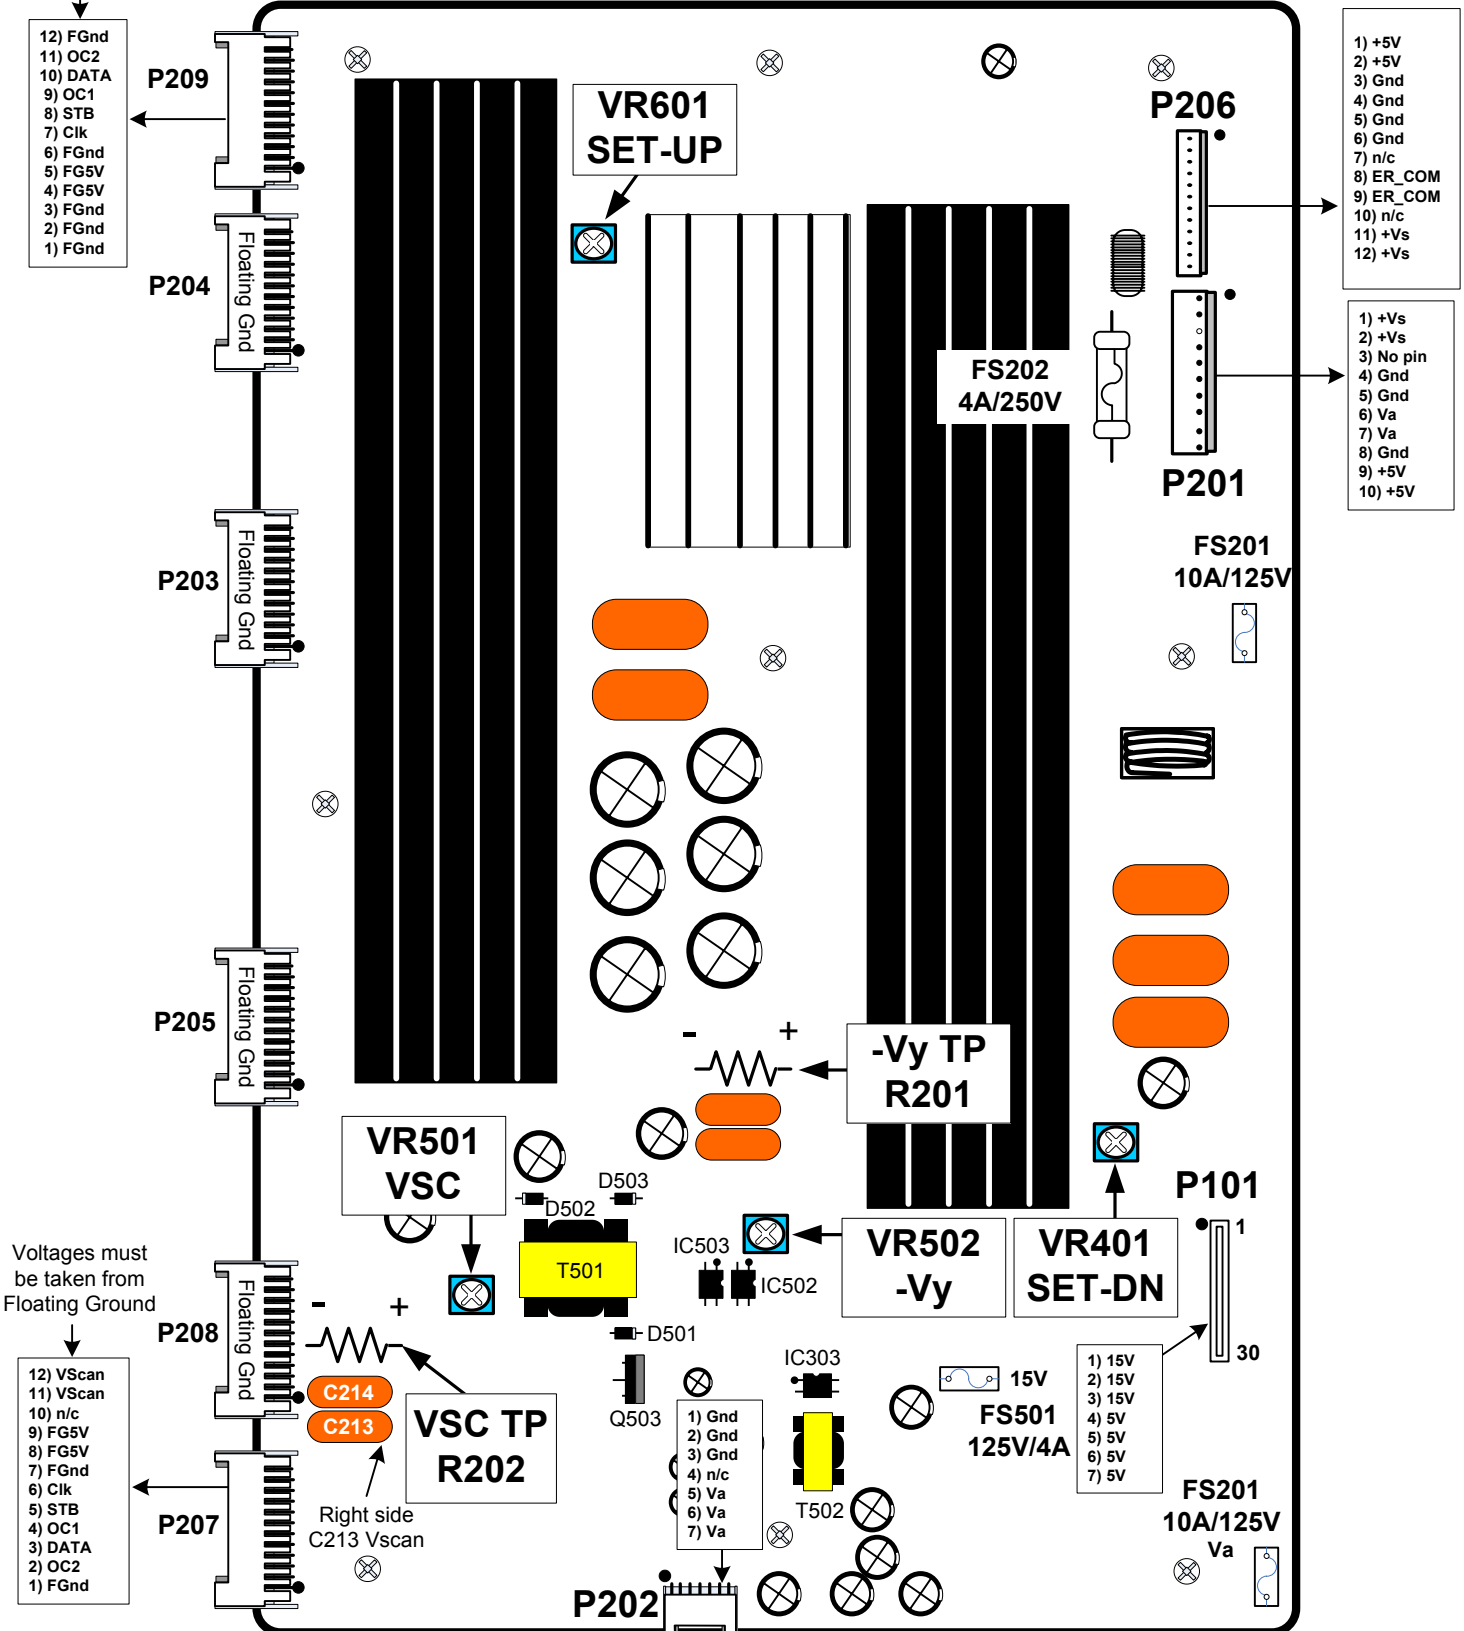 12) FGnd
11) OC2
10) DATA
9) OC1
8) STB
7) Clk
6) FGnd
5) FG5V
4) FG5V
3) FGnd
2) FGnd
1) FGnd
P209
VR601
SET-UP
P206
1) +5V
2) +5V
3) Gnd
4) Gnd
5) Gnd
6) Gnd
7) n/c
8) ER_COM
9) ER_COM
10) n/c
11) +Vs
12) +Vs
P204
Floating Gnd
FS202
4A/250V
1) +Vs
2) +Vs
3) No pin
4) Gnd
5) Gnd
6) Va
7) Va
8) Gnd
9) +5V
10) +5V
P201
FS201
10A/125V
P203
Floating Gnd
P205
Floating Gnd
- +
-Vy TP
R201
VR501
VSC
D503
D502
T501
IC503
IC502
VR502
-Vy
VR401
SET-DN
P101
1
30
Voltages must
be taken from
Floating Ground
P208
Floating Gnd
- +
D501
Q503
IC303
T502
15V
FS501
125V/4A
1) 15V
2) 15V
3) 15V
4) 5V
5) 5V
6) 5V
7) 5V
12) VScan
11) VScan
10) n/c
9) FG5V
8) FG5V
7) FGnd
6) Clk
5) STB
4) OC1
3) DATA
2) OC2
1) FGnd
C214
C213
VSC TP
R202
Right side
C213 Vscan
P207
1) Gnd
2) Gnd
3) Gnd
4) n/c
5) Va
6) Va
7) Va
P202
FS201
10A/125V
Va